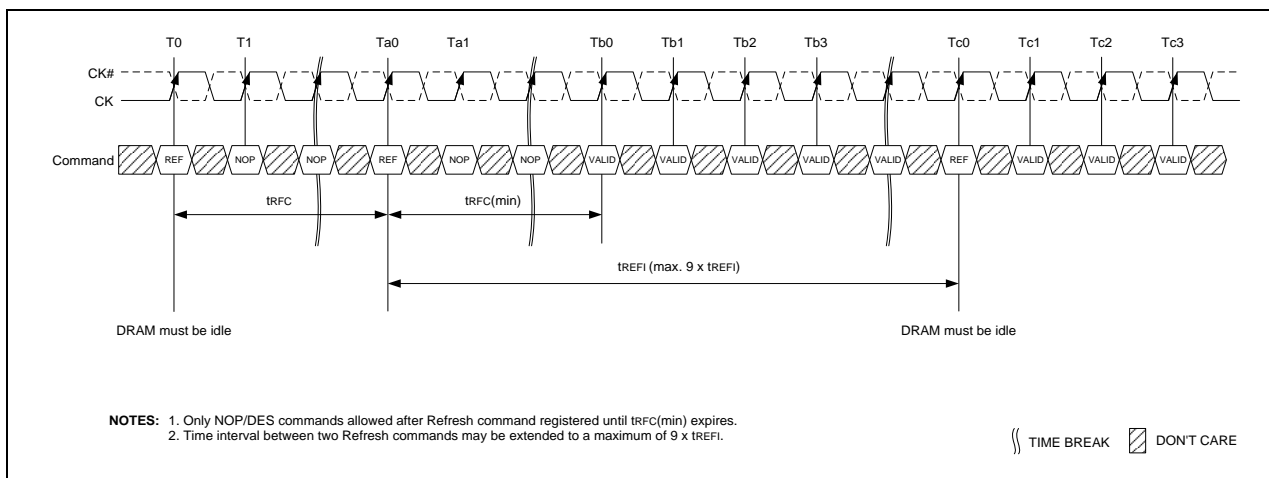 T0 T1 Ta0 Ta1 Tb0 Tb1 Tb2 Tb3 Tc0 Tc1 Tc2 Tc3
CK#
CK
Command REF NOP NOP REF NOP NOP VALID VALID VALID VALID VALID REF VALID VALID VALID
tRFC tRFC(min)
tREFI (max. 9 x tREFI)
DRAM must be idle DRAM must be idle
NOTES: 1. Only NOP/DES commands allowed after Refresh command registered until tRFC(min) expires.
2. Time interval between two Refresh commands may be extended to a maximum of 9 x tREFI.
TIME BREAK DON'T CARE